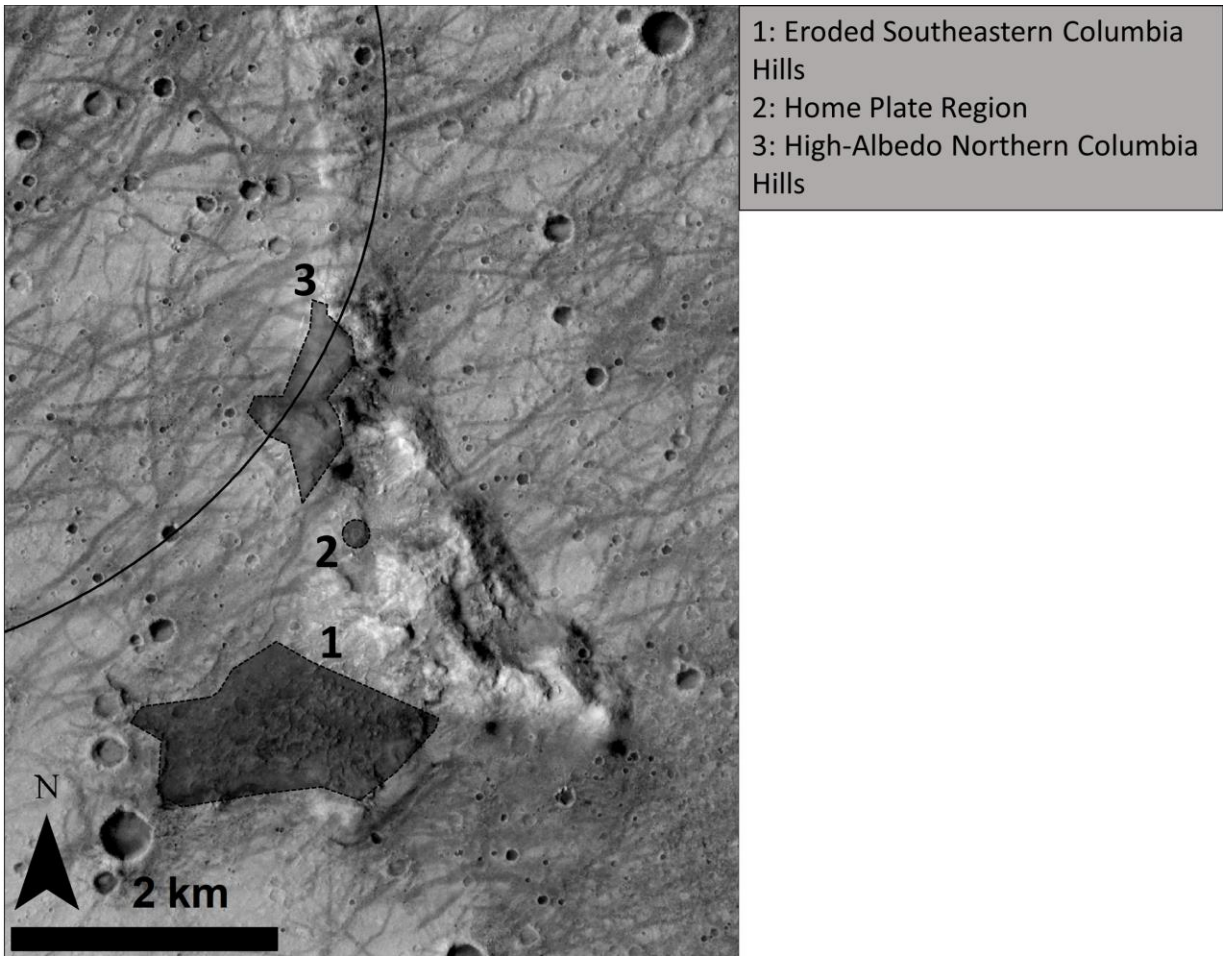 1: Eroded Southeastern Columbia
Hills
2: Home Plate Region
3: High-Albedo Northern Columbia
Hills
3
2
1
N
2 km